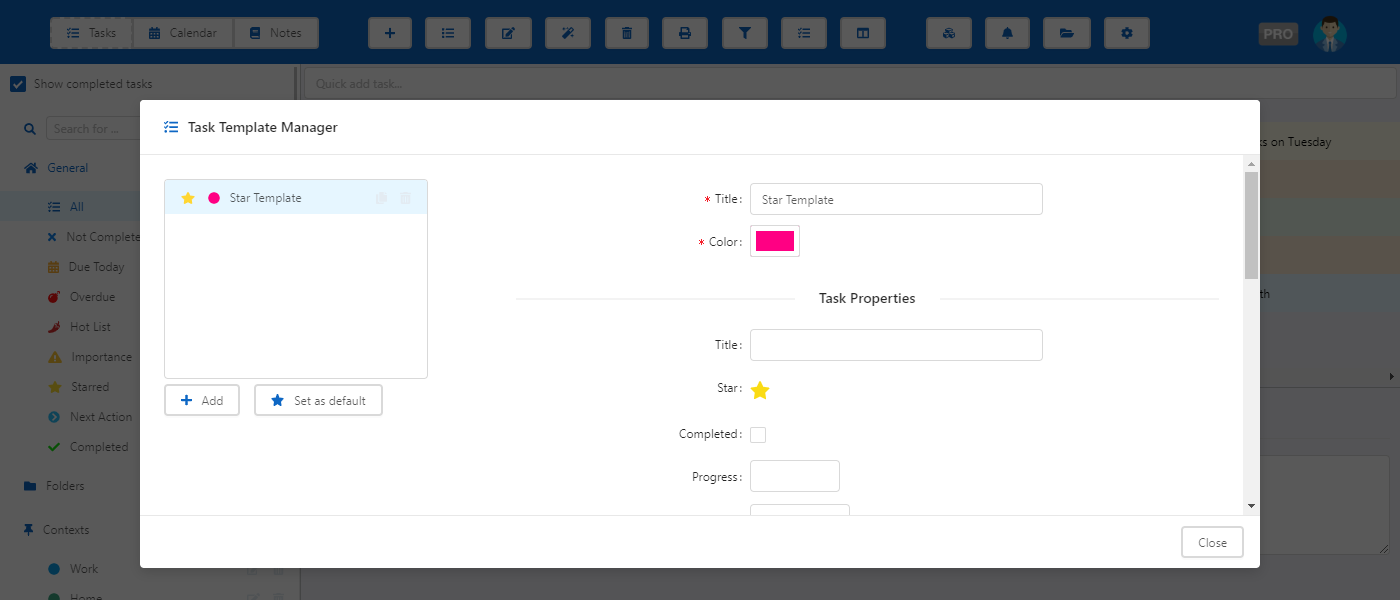 Tasks Calendar Notes PRO
Show completed tasks
Quick add task...
Search for ...
General
All
Not Complete
Due Today
Overdue
Hot List
Importance
Starred
Next Action
Completed
Folders
Contexts
Work
Home
on Tuesday
Task Template Manager
Star Template
Add
Set as default
* Title:
Star Template
* Color:
Task Properties
Title:
Star:
Completed:
Progress:
Close